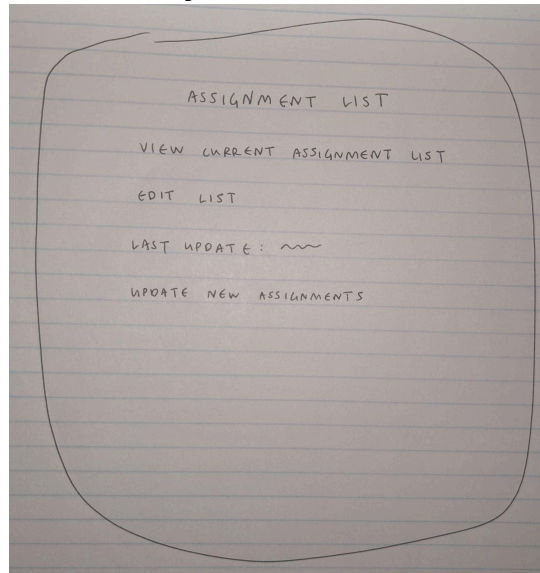 ASSIGNMENT LIST
VIEW CURRENT ASSIGNMENT LIST
EDIT LIST
LAST UPDATE:
UPDATE NEW ASSIGNMENTS